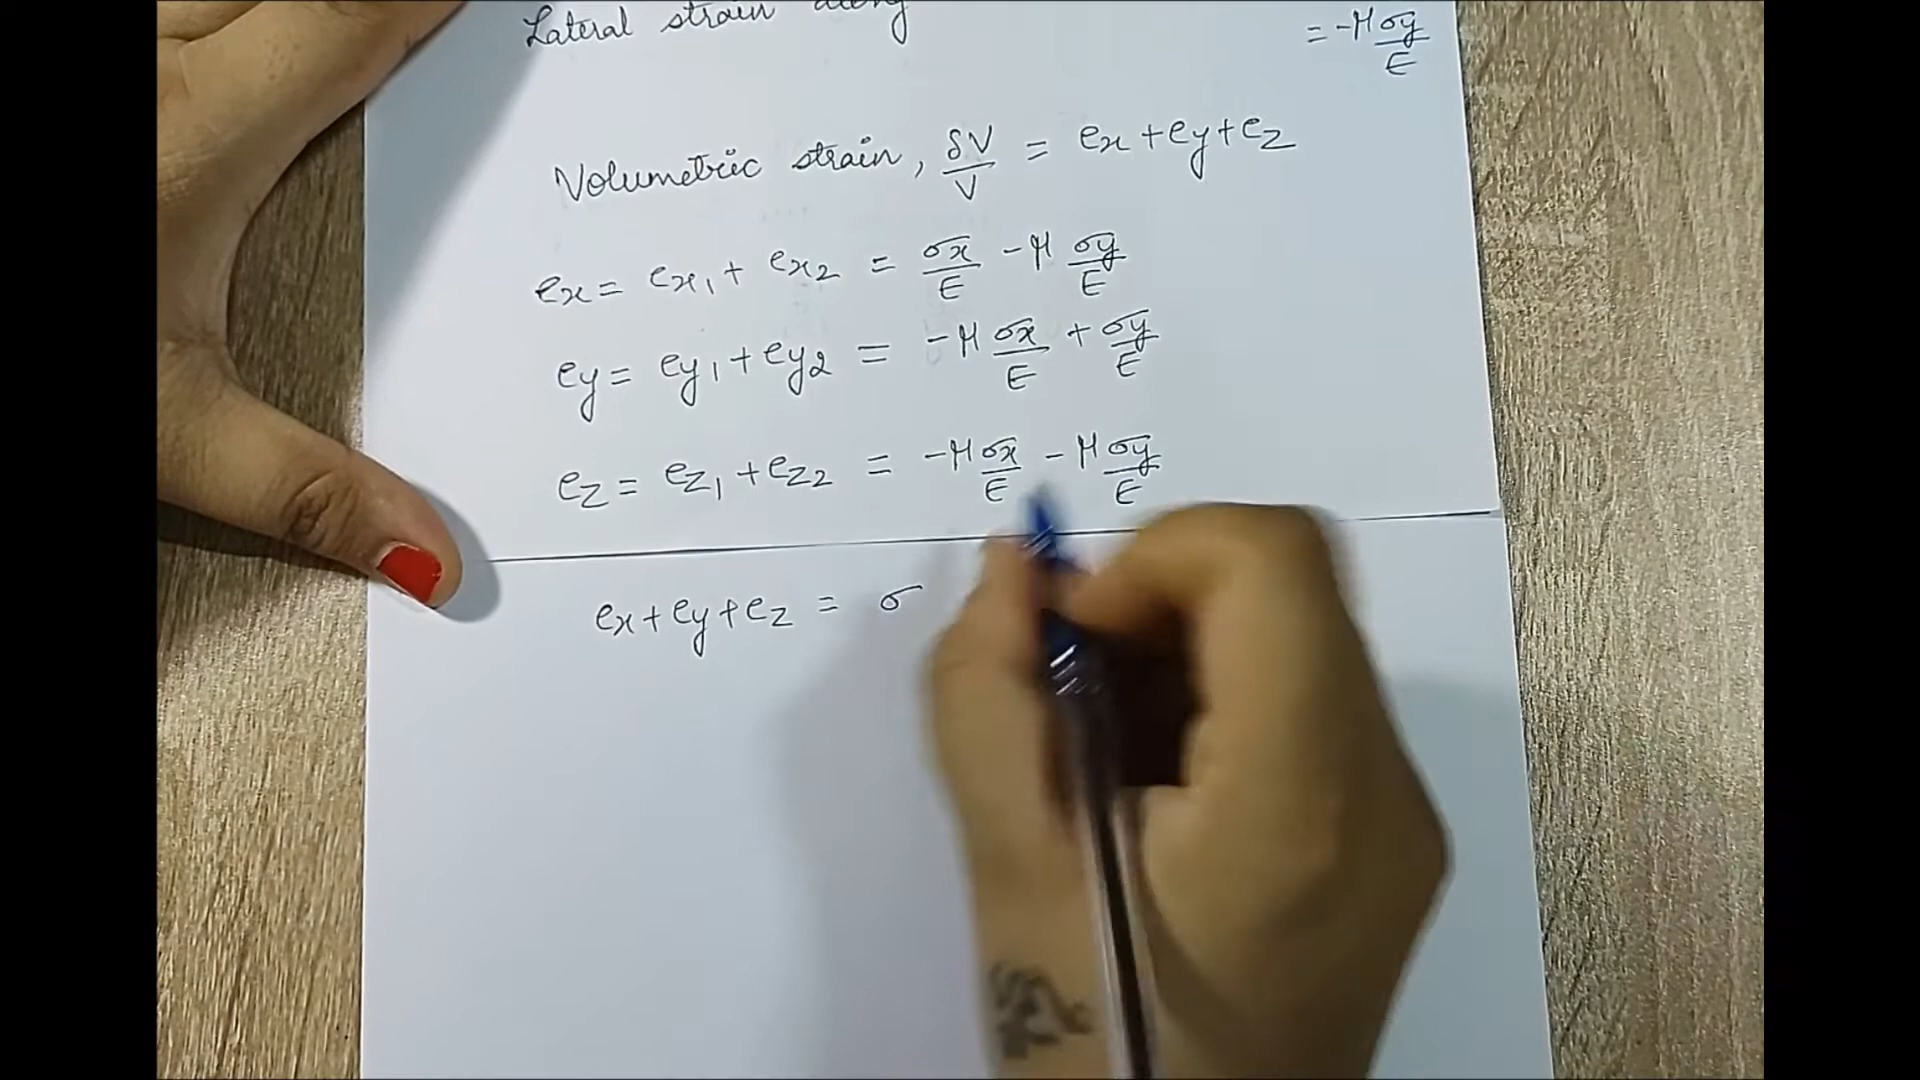 Lateral strain along
= -μ σy/E
Volumetric strain, δV/V = ex + ey + ez
ex = ex1 + ex2 = σx/E - μ σy/E
ey = ey1 + ey2 = -μ σx/E + σy/E
ez = ez1 + ez2 = -μ σx/E - μ σy/E
ex + ey + ez = σ